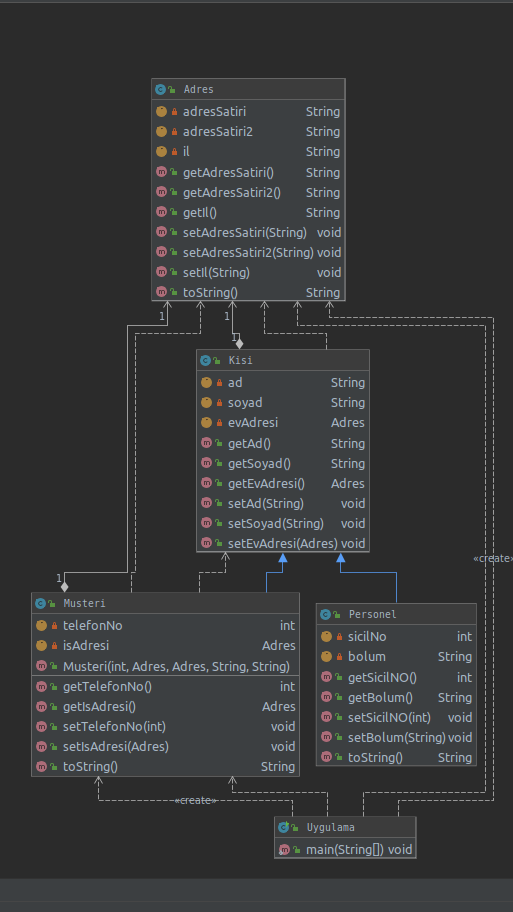 Adres
adresSatiri String
adresSatiri2 String
il String
getAdresSatiri() String
getAdresSatiri2() String
getIl() String
setAdresSatiri(String) void
setAdresSatiri2(String) void
setIl(String) void
toString() String
1 1
1
Kisi
ad String
soyad String
evAdresi Adres
getAd() String
getSoyad() String
getEvAdresi() Adres
setAd(String) void
setSoyad(String) void
setEvAdresi(Adres) void
«create»
1
Musteri
telefonNo int
isAdresi Adres
Musteri(int, Adres, Adres, String, String)
getTelefonNo() int
getIsAdresi() Adres
setTelefonNo(int) void
setIsAdresi(Adres) void
toString() String
Personel
sicilNo int
bolum String
getSicilNO() int
getBolum() String
setSicilNO(int) void
setBolum(String) void
toString() String
«create»
Uygulama
main(String[]) void